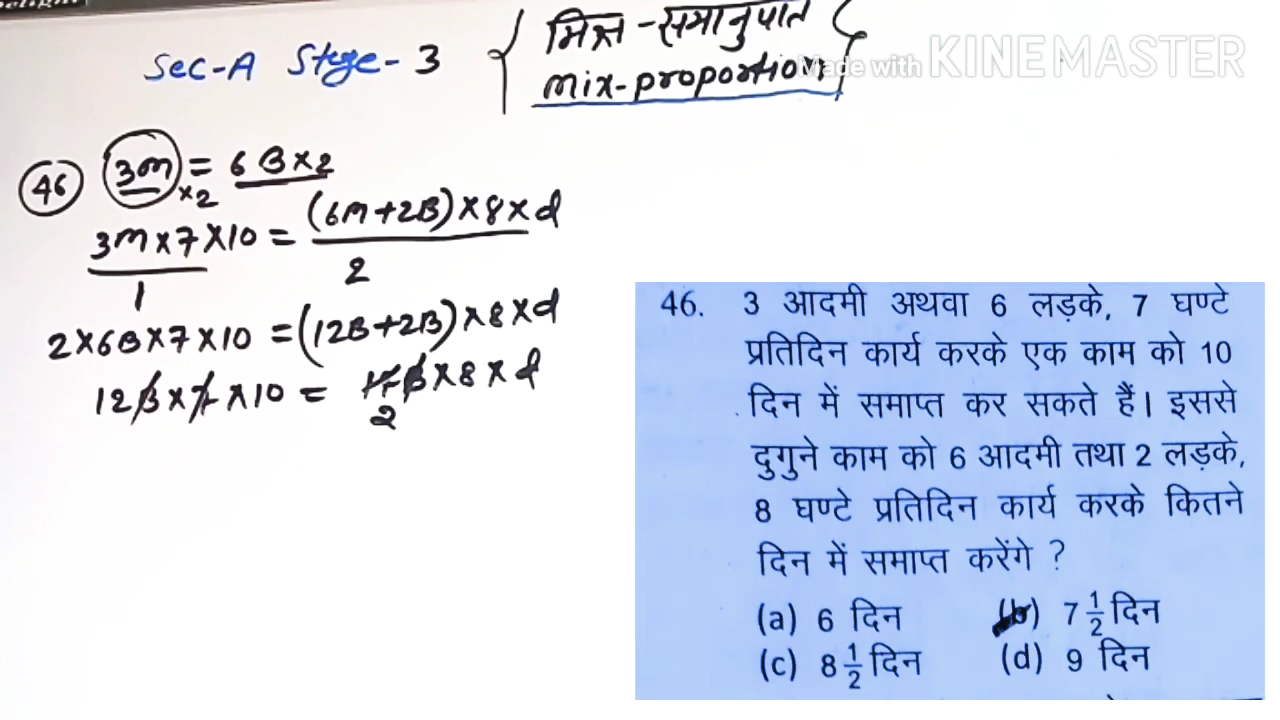 Sec-A Stage-3
मिश्र-समानुपात
mix-proportion
Made with KINEMASTER
46 3m = 6B×2
×2
3m×7×10 = (6M+2B)×8×d
1 2
2×6B×7×10 = (12B+2B)×8×d
12B×7×10 = 14B×8×d
2
46. 3 आदमी अथवा 6 लड़के, 7 घण्टे
प्रतिदिन कार्य करके एक काम को 10
दिन में समाप्त कर सकते हैं। इससे
दुगुने काम को 6 आदमी तथा 2 लड़के,
8 घण्टे प्रतिदिन कार्य करके कितने
दिन में समाप्त करेंगे ?
(a) 6 दिन (b) 7 1/2 दिन
(c) 8 1/2 दिन (d) 9 दिन